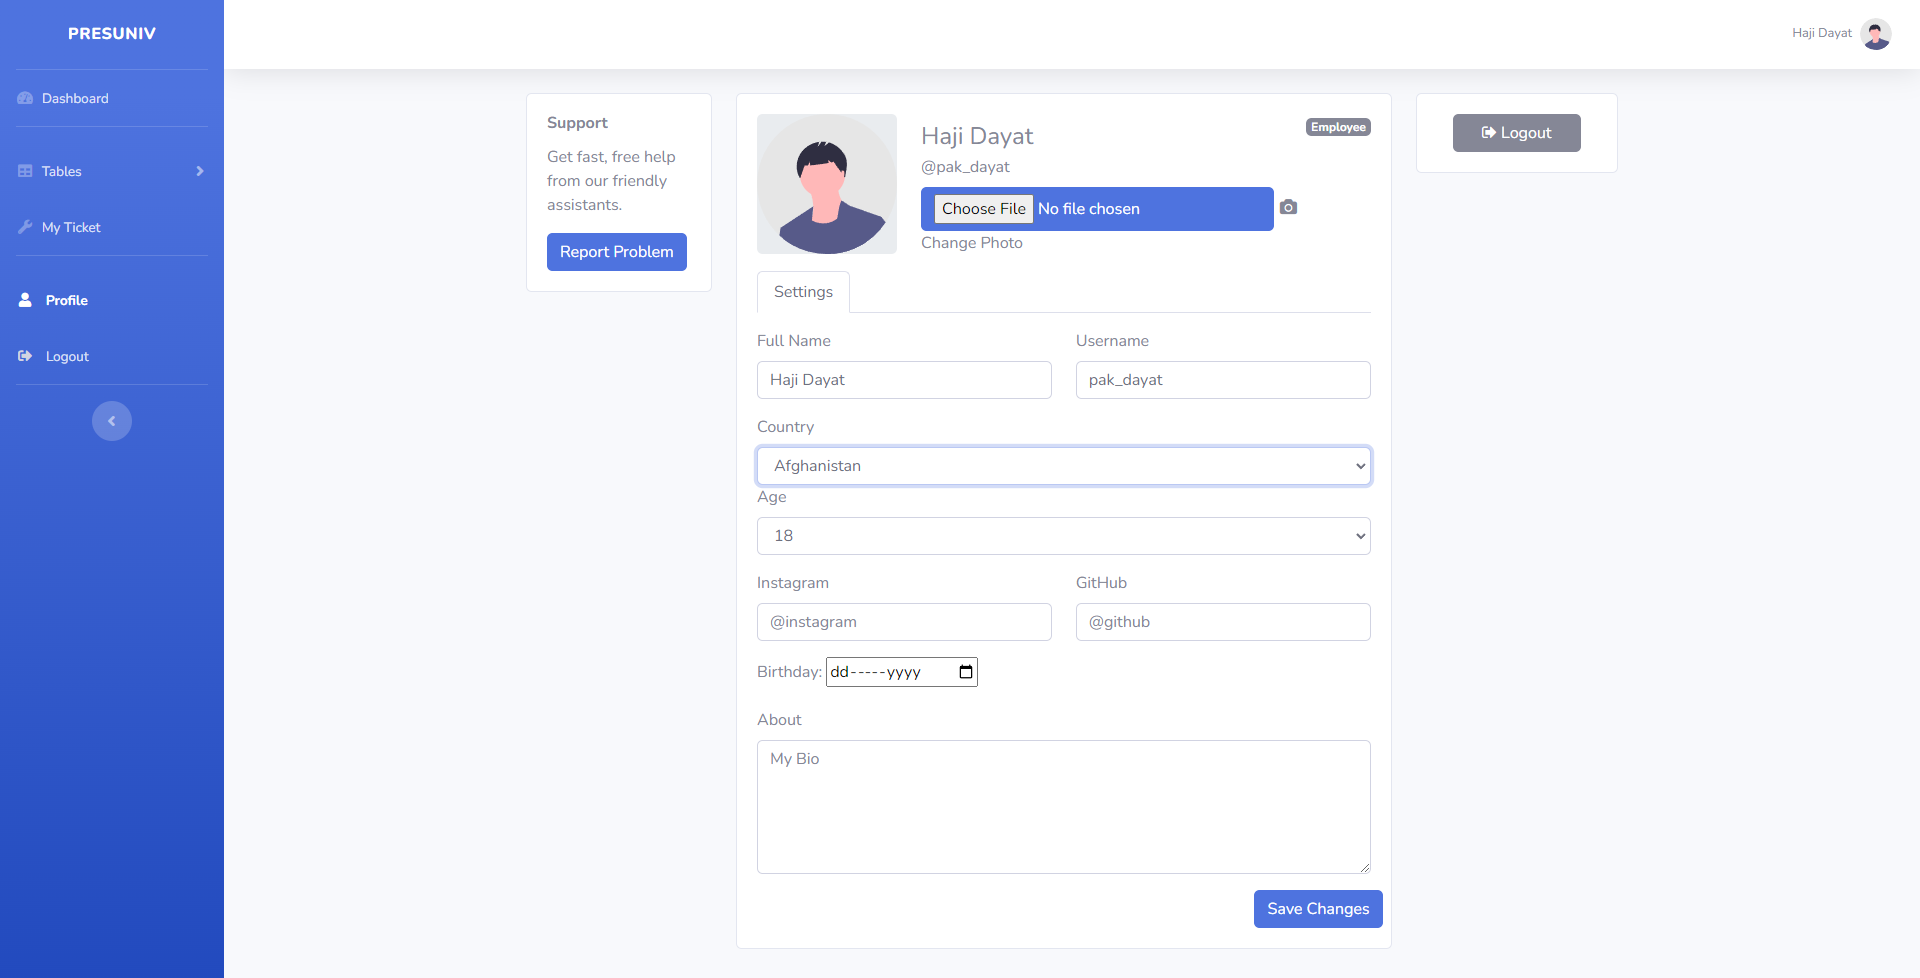 PRESUNIV
Dashboard
Tables
My Ticket
Profile
Logout
Haji Dayat
Support
Get fast, free help
from our friendly
assistants.
Report Problem
Haji Dayat
Employee
@pak_dayat
Choose File No file chosen
Change Photo
Settings
Full Name
Haji Dayat
Username
pak_dayat
Country
Afghanistan
Age
18
Instagram
@instagram
GitHub
@github
Birthday: dd-----yyyy
About
My Bio
Save Changes
Logout